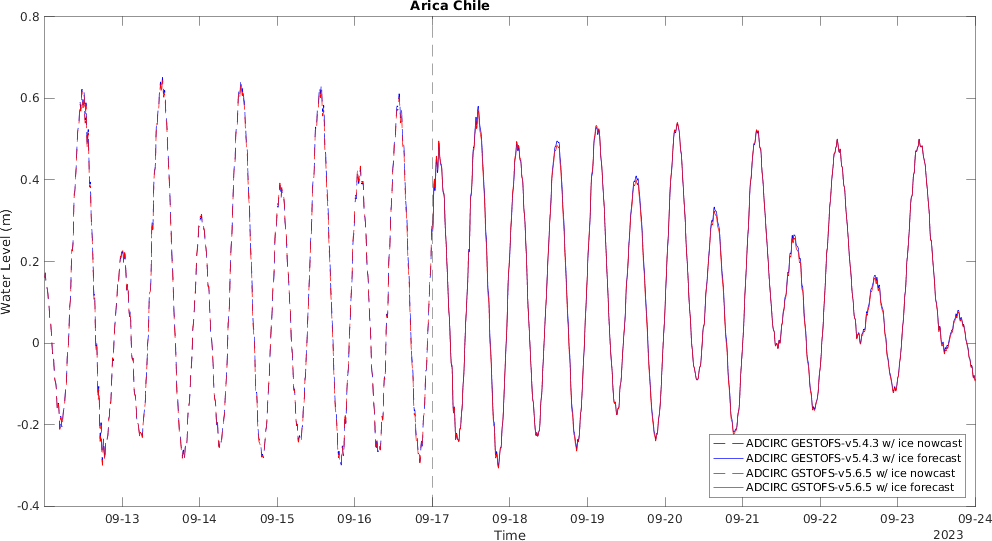 Arica Chile
0.8
0.6
0.4
0.2
0
-0.2
-0.4
Water Level (m)
ADCIRC GESTOFS-v5.4.3 w/ ice nowcast
ADCIRC GESTOFS-v5.4.3 w/ ice forecast
ADCIRC GSTOFS-v5.6.5 w/ ice nowcast
ADCIRC GSTOFS-v5.6.5 w/ ice forecast
09-13 09-14 09-15 09-16 09-17 09-18 09-19 09-20 09-21 09-22 09-23 09-24
Time
2023